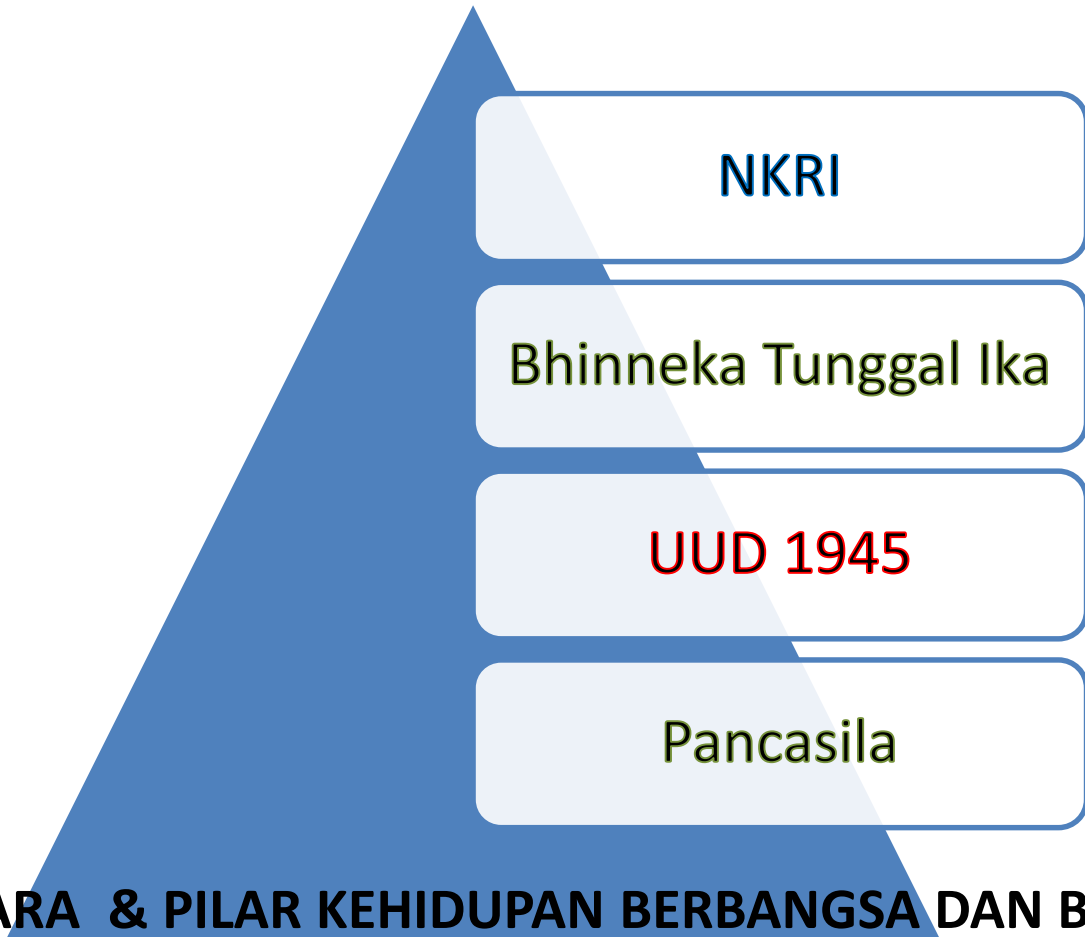 NKRI
Bhinneka Tunggal Ika
UUD 1945
Pancasila
& PILAR KEHIDUPAN BERBANGSA DAN